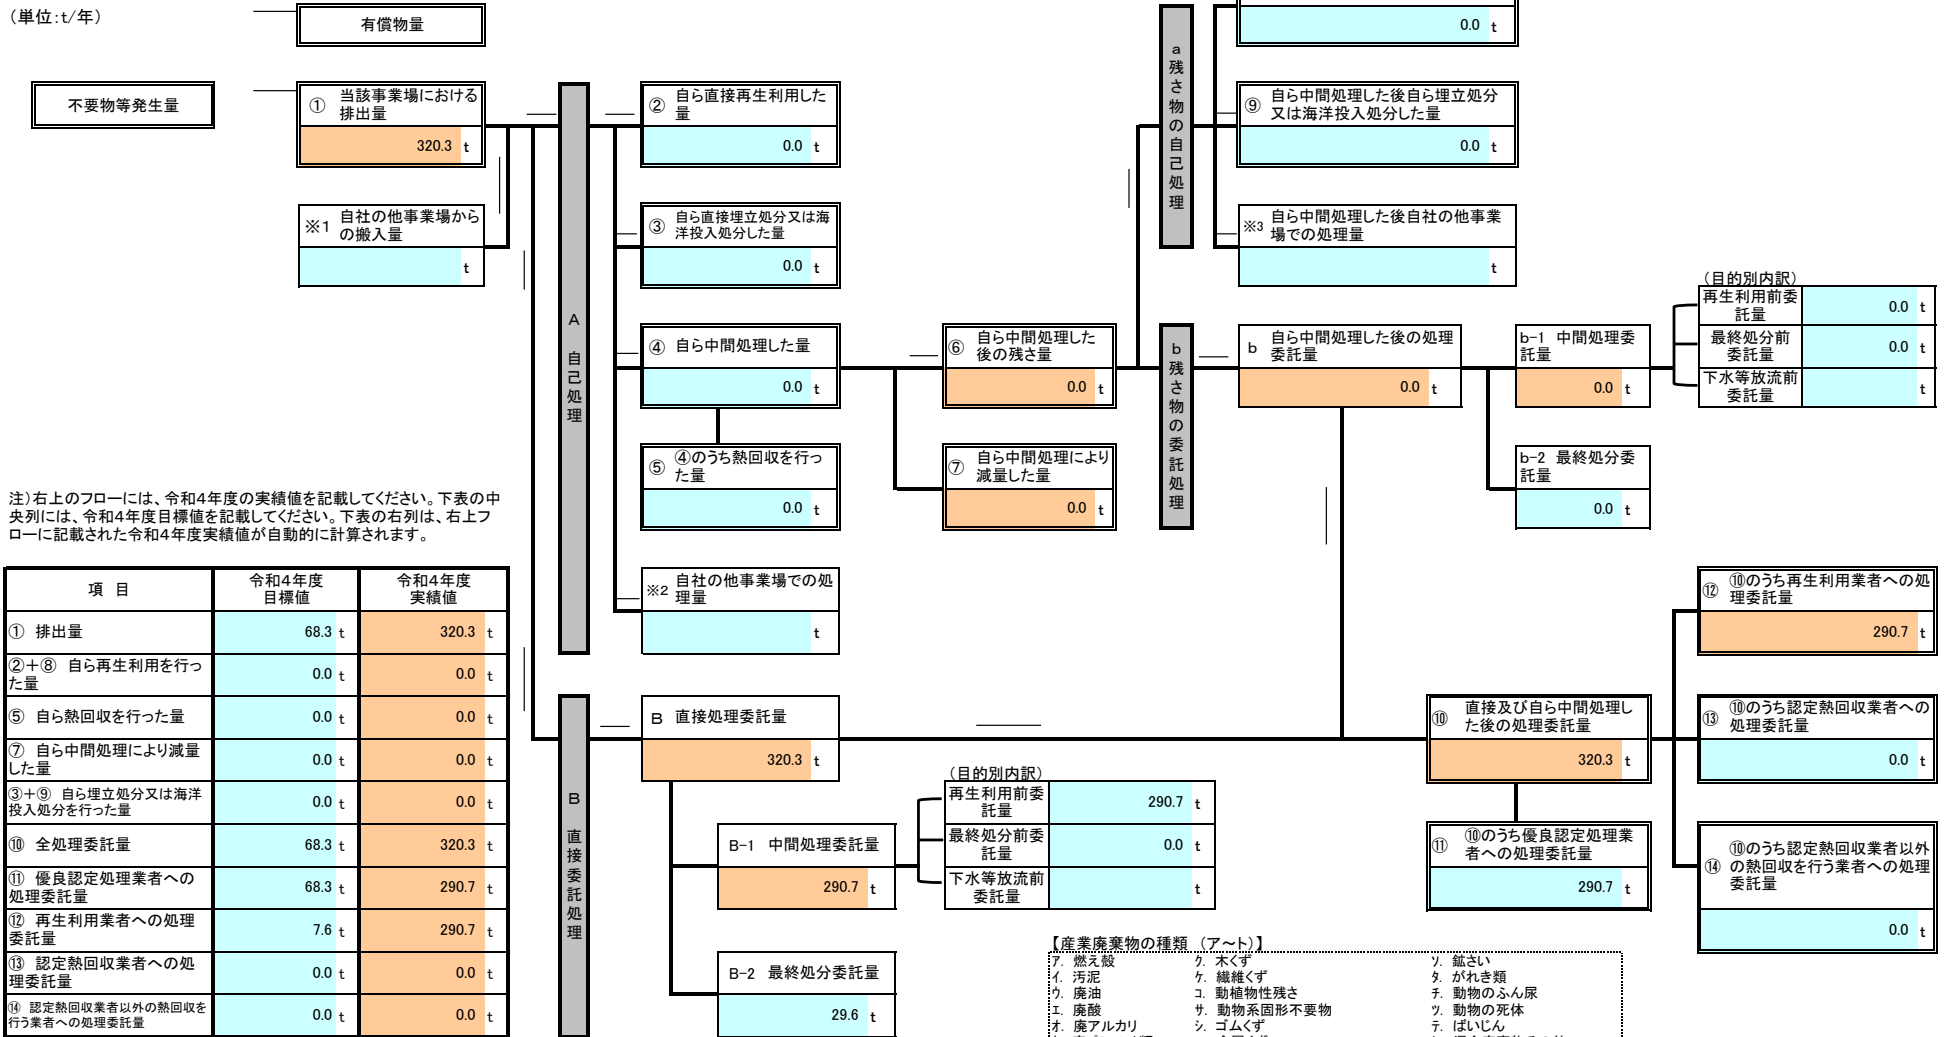 （単位:ｔ/年）
有償物量
0.0 ｔ
不要物等発生量
① 当該事業場における
排出量
320.3 ｔ
② 自ら直接再生利用した
量
0.0 ｔ
a 残さ物の自己処理
⑨ 自ら中間処理した後自ら埋立処分
又は海洋投入処分した量
0.0 ｔ
※1 自社の他事業場から
の搬入量
ｔ
③ 自ら直接埋立処分又は海
洋投入処分した量
0.0 ｔ
※3 自ら中間処理した後自社の他事業
場での処理量
ｔ
A 自己処理
④ 自ら中間処理した量
0.0 ｔ
⑥ 自ら中間処理した
後の残さ量
0.0 ｔ
b 残さ物の委託処理
b 自ら中間処理した後の処理
委託量
0.0 ｔ
b-1 中間処理委
託量
0.0 ｔ
（目的別内訳）
再生利用前委
託量
0.0 ｔ
最終処分前
委託量
0.0 ｔ
下水等放流前
委託量
ｔ
⑤ ④のうち熱回収を行っ
た量
0.0 ｔ
⑦ 自ら中間処理により
減量した量
0.0 ｔ
b-2 最終処分委
託量
0.0 ｔ
注）右上のフローには、令和４年度の実績値を記載してください。下表の中
央列には、令和４年度目標値を記載してください。下表の右列は、右上フ
ローに記載された令和４年度実績値が自動的に計算されます。
※2 自社の他事業場での処
理量
ｔ
項 目 令和４年度
目標値 令和４年度
実績値
① 排出量 68.3 ｔ 320.3 ｔ
②＋⑧ 自ら再生利用を行っ
た量 0.0 ｔ 0.0 ｔ
⑤ 自ら熱回収を行った量 0.0 ｔ 0.0 ｔ
⑦ 自ら中間処理により減量
した量 0.0 ｔ 0.0 ｔ
③＋⑨ 自ら埋立処分又は海洋
投入処分を行った量 0.0 ｔ 0.0 ｔ
⑩ 全処理委託量 68.3 ｔ 320.3 ｔ
⑪ 優良認定処理業者への
処理委託量 68.3 ｔ 290.7 ｔ
⑫ 再生利用業者への処理
委託量 7.6 ｔ 290.7 ｔ
⑬ 認定熱回収業者への処
理委託量 0.0 ｔ 0.0 ｔ
⑭ 認定熱回収業者以外の熱回収を
行う業者への処理委託量 0.0 ｔ 0.0 ｔ
B 直接委託処理
B 直接処理委託量
320.3 ｔ
B-1 中間処理委託量
290.7 ｔ
（目的別内訳）
再生利用前委
託量
290.7 ｔ
最終処分前委
託量
0.0 ｔ
下水等放流前
委託量
ｔ
B-2 最終処分委託量
29.6 ｔ
⑩ 直接及び自ら中間処理し
た後の処理委託量
320.3 ｔ
⑪ ⑩のうち優良認定処理業
者への処理委託量
290.7 ｔ
⑫ ⑩のうち再生利用業者への処
理委託量
290.7 ｔ
⑬ ⑩のうち認定熱回収業者への
処理委託量
0.0 ｔ
⑭ ⑩のうち認定熱回収業者以外
の熱回収を行う業者への処理
委託量
0.0 ｔ
【産業廃棄物の種類 （ア～ト）】
ア. 燃え殻 ク. 木くず ソ. 鉱さい
イ. 汚泥 ケ. 繊維くず タ. がれき類
ウ. 廃油 コ. 動植物性残さ チ. 動物のふん尿
エ. 廃酸 サ. 動物系固形不要物 ツ. 動物の死体
オ. 廃アルカリ シ. ゴムくず テ. ばいじん